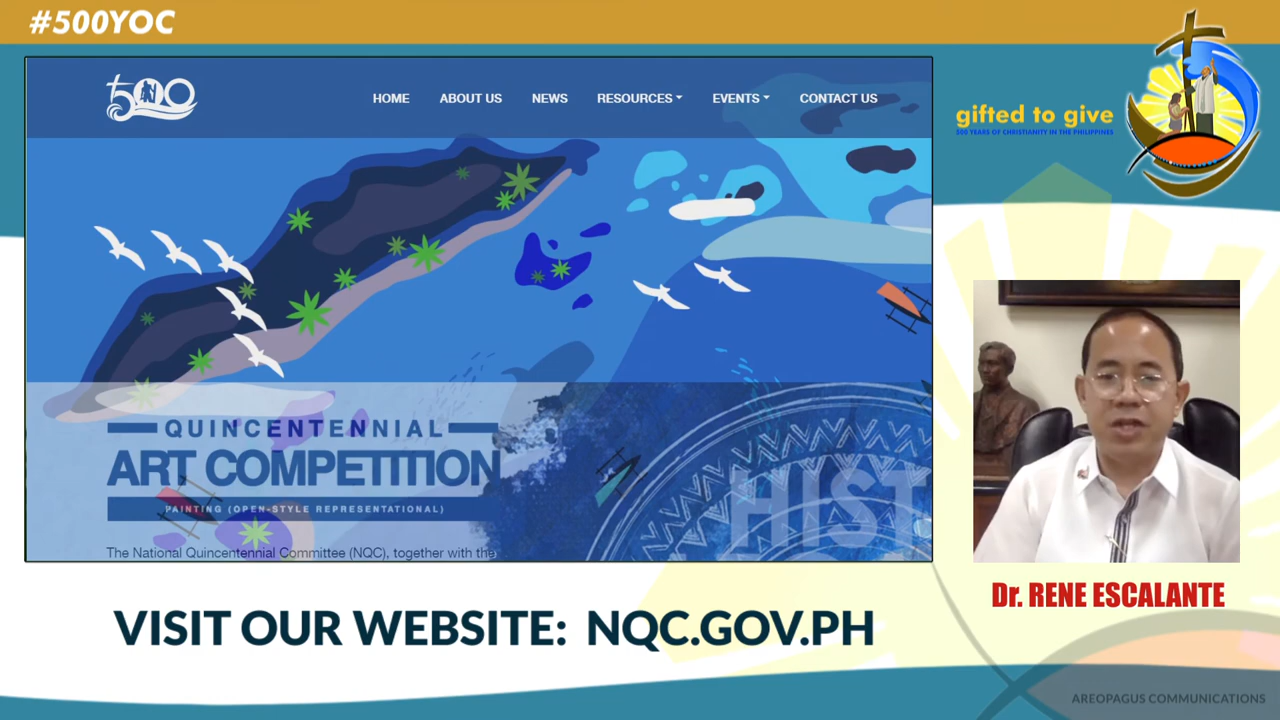 #500YOC
500
HOME ABOUT US NEWS RESOURCES EVENTS CONTACT US
gifted to give
500 YEARS OF CHRISTIANITY IN THE PHILIPPINES
QUINCENTENNIAL
ART COMPETITION
PAINTING (OPEN-STYLE REPRESENTATIONAL)
HIST
The National Quincentennial Committee (NQC), together with the
Dr. RENE ESCALANTE
VISIT OUR WEBSITE: NQC.GOV.PH
AREOPAGUS COMMUNICATIONS